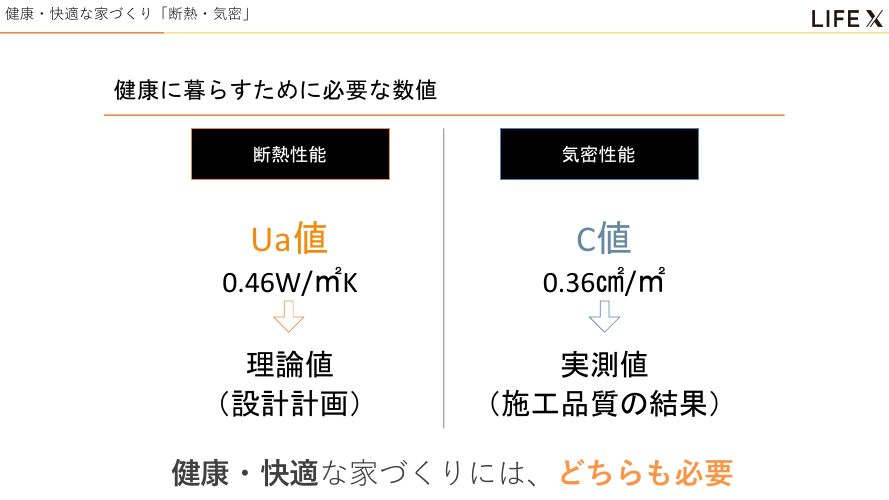 健康・快適な家づくり「断熱・気密」
LIFE X
健康に暮らすために必要な数値
断熱性能
気密性能
Ua値
0.46W/㎡K
理論値
（設計計画）
C値
0.36㎠/㎡
実測値
（施工品質の結果）
健康・快適な家づくりには、どちらも必要